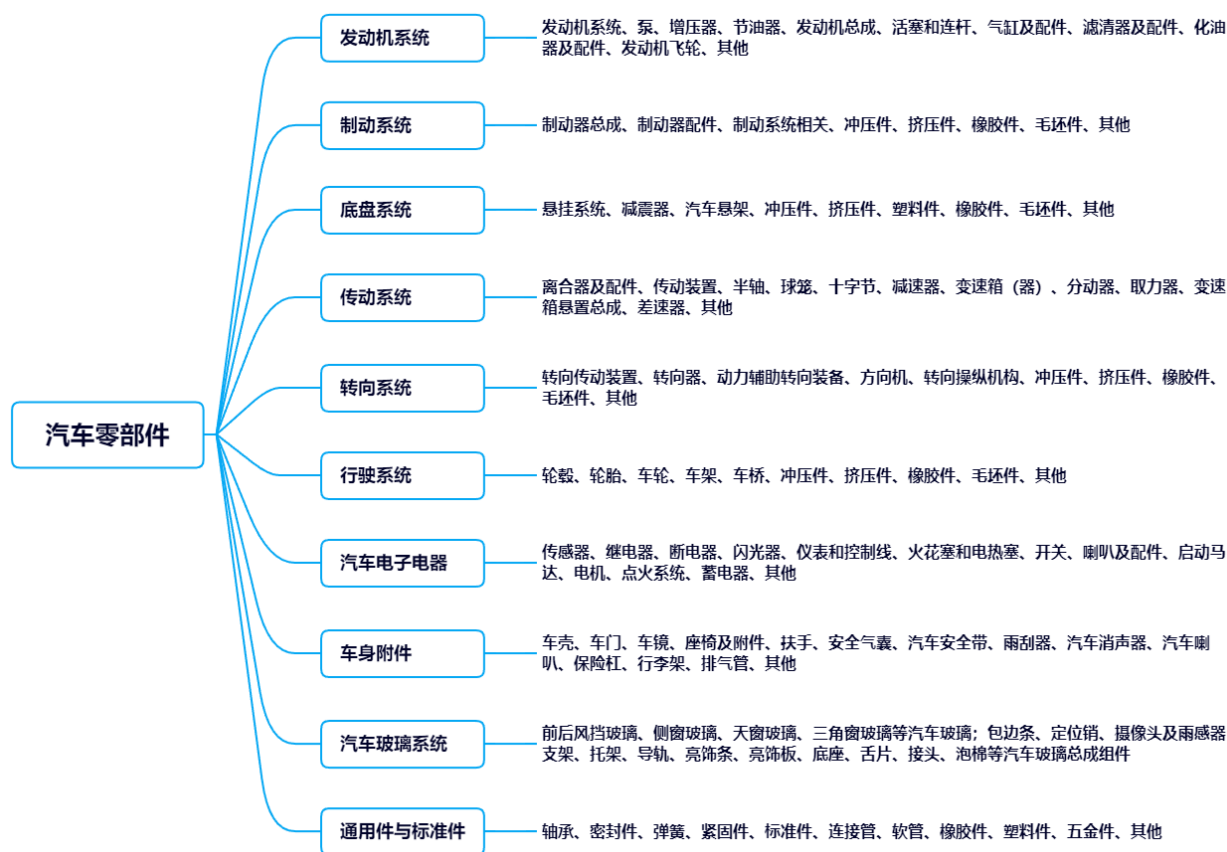 汽车零部件
发动机系统
发动机系统、泵、增压器、节油器、发动机总成、活塞和连杆、气缸及配件、滤清器及配件、化油
器及配件、发动机飞轮、其他
制动系统
制动器总成、制动器配件、制动系统相关、冲压件、挤压件、橡胶件、毛坯件、其他
底盘系统
悬挂系统、减震器、汽车悬架、冲压件、挤压件、塑料件、橡胶件、毛坯件、其他
传动系统
离合器及配件、传动装置、半轴、球笼、十字节、减速器、变速箱（器）、分动器、取力器、变速
箱悬置总成、差速器、其他
转向系统
转向传动装置、转向器、动力辅助转向装备、方向机、转向操纵机构、冲压件、挤压件、橡胶件、
毛坯件、其他
行驶系统
轮毂、轮胎、车轮、车架、车桥、冲压件、挤压件、橡胶件、毛坯件、其他
汽车电子电器
传感器、继电器、断电器、闪光器、仪表和控制线、火花塞和电热塞、开关、喇叭及配件、启动马
达、电机、点火系统、蓄电器、其他
车身附件
车壳、车门、车镜、座椅及附件、扶手、安全气囊、汽车安全带、雨刮器、汽车消声器、汽车喇
叭、保险杠、行李架、排气管、其他
汽车玻璃系统
前后风挡玻璃、侧窗玻璃、天窗玻璃、三角窗玻璃等汽车玻璃；包边条、定位销、摄像头及雨感器
支架、托架、导轨、亮饰条、亮饰板、底座、舌片、接头、泡棉等汽车玻璃总成组件
通用件与标准件
轴承、密封件、弹簧、紧固件、标准件、连接管、软管、橡胶件、塑料件、五金件、其他